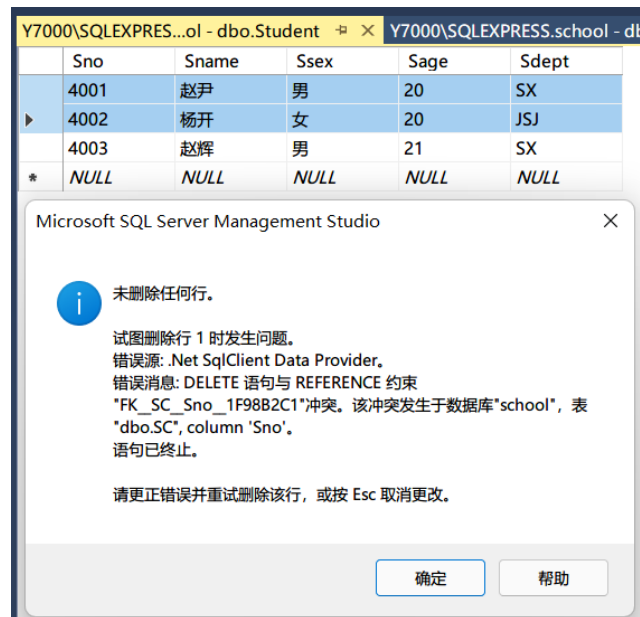 Y7000\SQLEXPRES...ol - dbo.Student Y7000\SQLEXPRESS.school - db
Sno Sname Ssex Sage Sdept
4001 赵尹 男 20 SX
4002 杨开 女 20 JSJ
4003 赵辉 男 21 SX
NULL NULL NULL NULL NULL
Microsoft SQL Server Management Studio
未删除任何行。
试图删除行 1 时发生问题。
错误源: .Net SqlClient Data Provider。
错误消息: DELETE 语句与 REFERENCE 约束
"FK__SC__Sno__1F98B2C1"冲突。该冲突发生于数据库"school"，表
"dbo.SC", column 'Sno'。
语句已终止。
请更正错误并重试删除该行，或按 Esc 取消更改。
确定 帮助